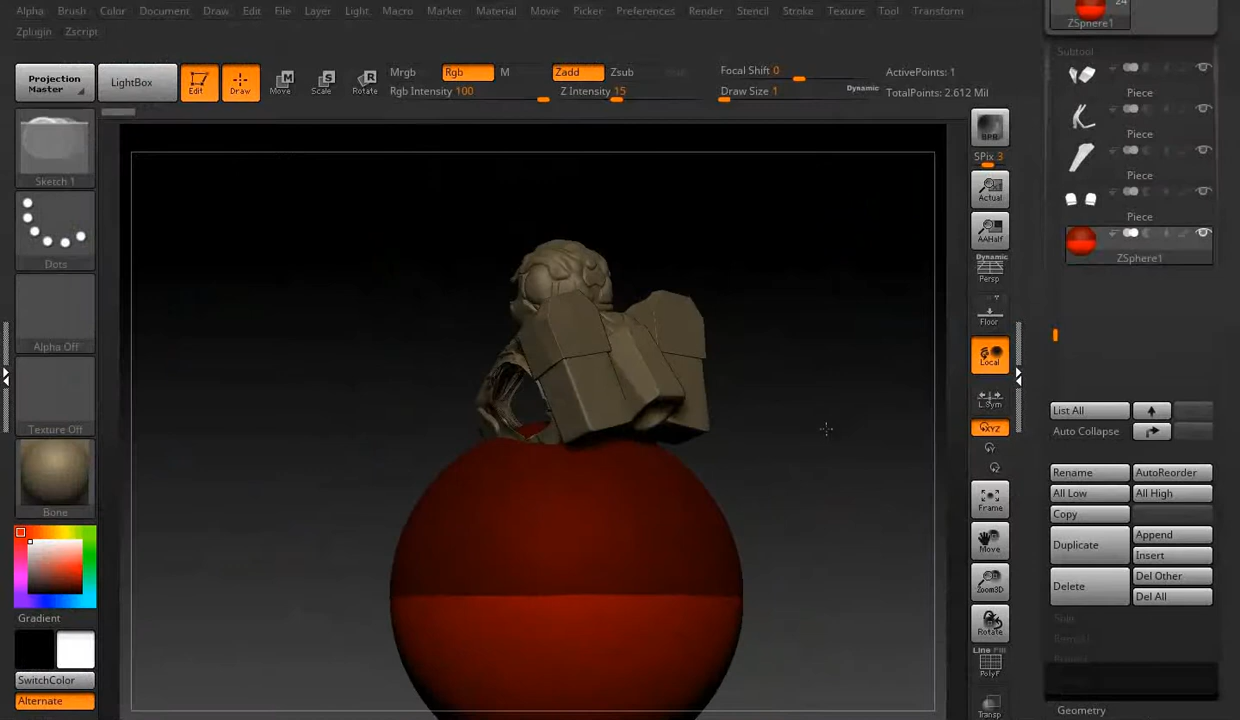 Alpha Brush Color Document Draw Edit File Layer Light Macro Marker Material Movie Picker Preferences Render Stencil Stroke Texture Tool Transform
Zplugin Zscript
24
ZSphere1
Subtool
Projection
Master
LightBox
Edit
Draw
Move
Scale
Rotate
Mrgb Rgb M
Rgb Intensity 100
Zadd Zsub
Z Intensity 15
Focal Shift 0
Draw Size 1
Dynamic
ActivePoints: 1
TotalPoints: 2.612 Mil
Piece
Piece
Piece
Piece
ZSphere1
Sketch 1
Dots
Alpha Off
Texture Off
Bone
Gradient
SwitchColor
Alternate
BPR
SPix 3
Actual
AAHalf
Dynamic
Persp
Floor
Local
L.Sym
XYZ
Frame
Move
Zoom3D
Rotate
Line Fill
PolyF
Transp
List All
Auto Collapse
Rename AutoReorder
All Low All High
Copy
Duplicate Append
Insert
Delete Del Other
Del All
Split
Geometry